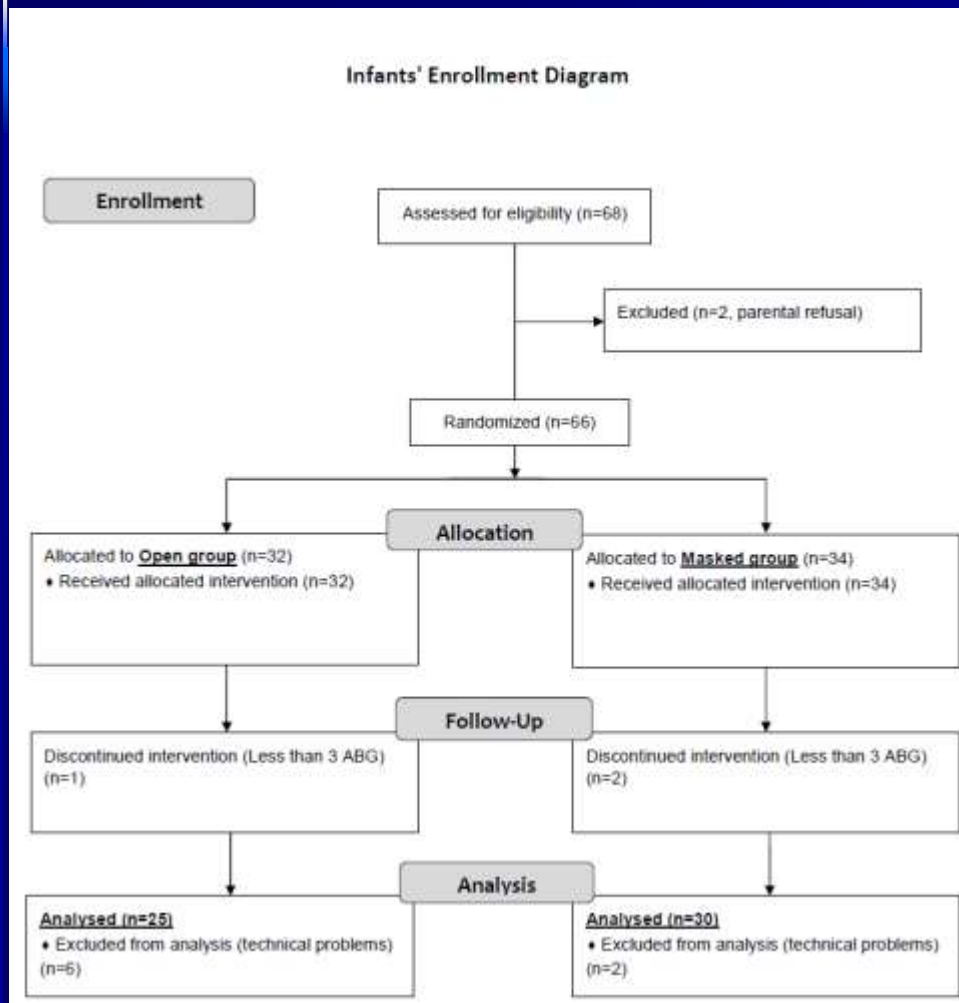 Infants' Enrollment Diagram
Enrollment
Assessed for eligibility (n=68)
Excluded (n=2, parental refusal)
Randomized (n=66)
Allocation
Allocated to Open group (n=32)
♦ Received allocated intervention (n=32)
Allocated to Masked group (n=34)
♦ Received allocated intervention (n=34)
Follow-Up
Discontinued intervention (Less than 3 ABG)
(n=1)
Discontinued intervention (Less than 3 ABG)
(n=2)
Analysis
Analysed (n=25)
♦ Excluded from analysis (technical problems)
(n=6)
Analysed (n=30)
♦ Excluded from analysis (technical problems)
(n=2)